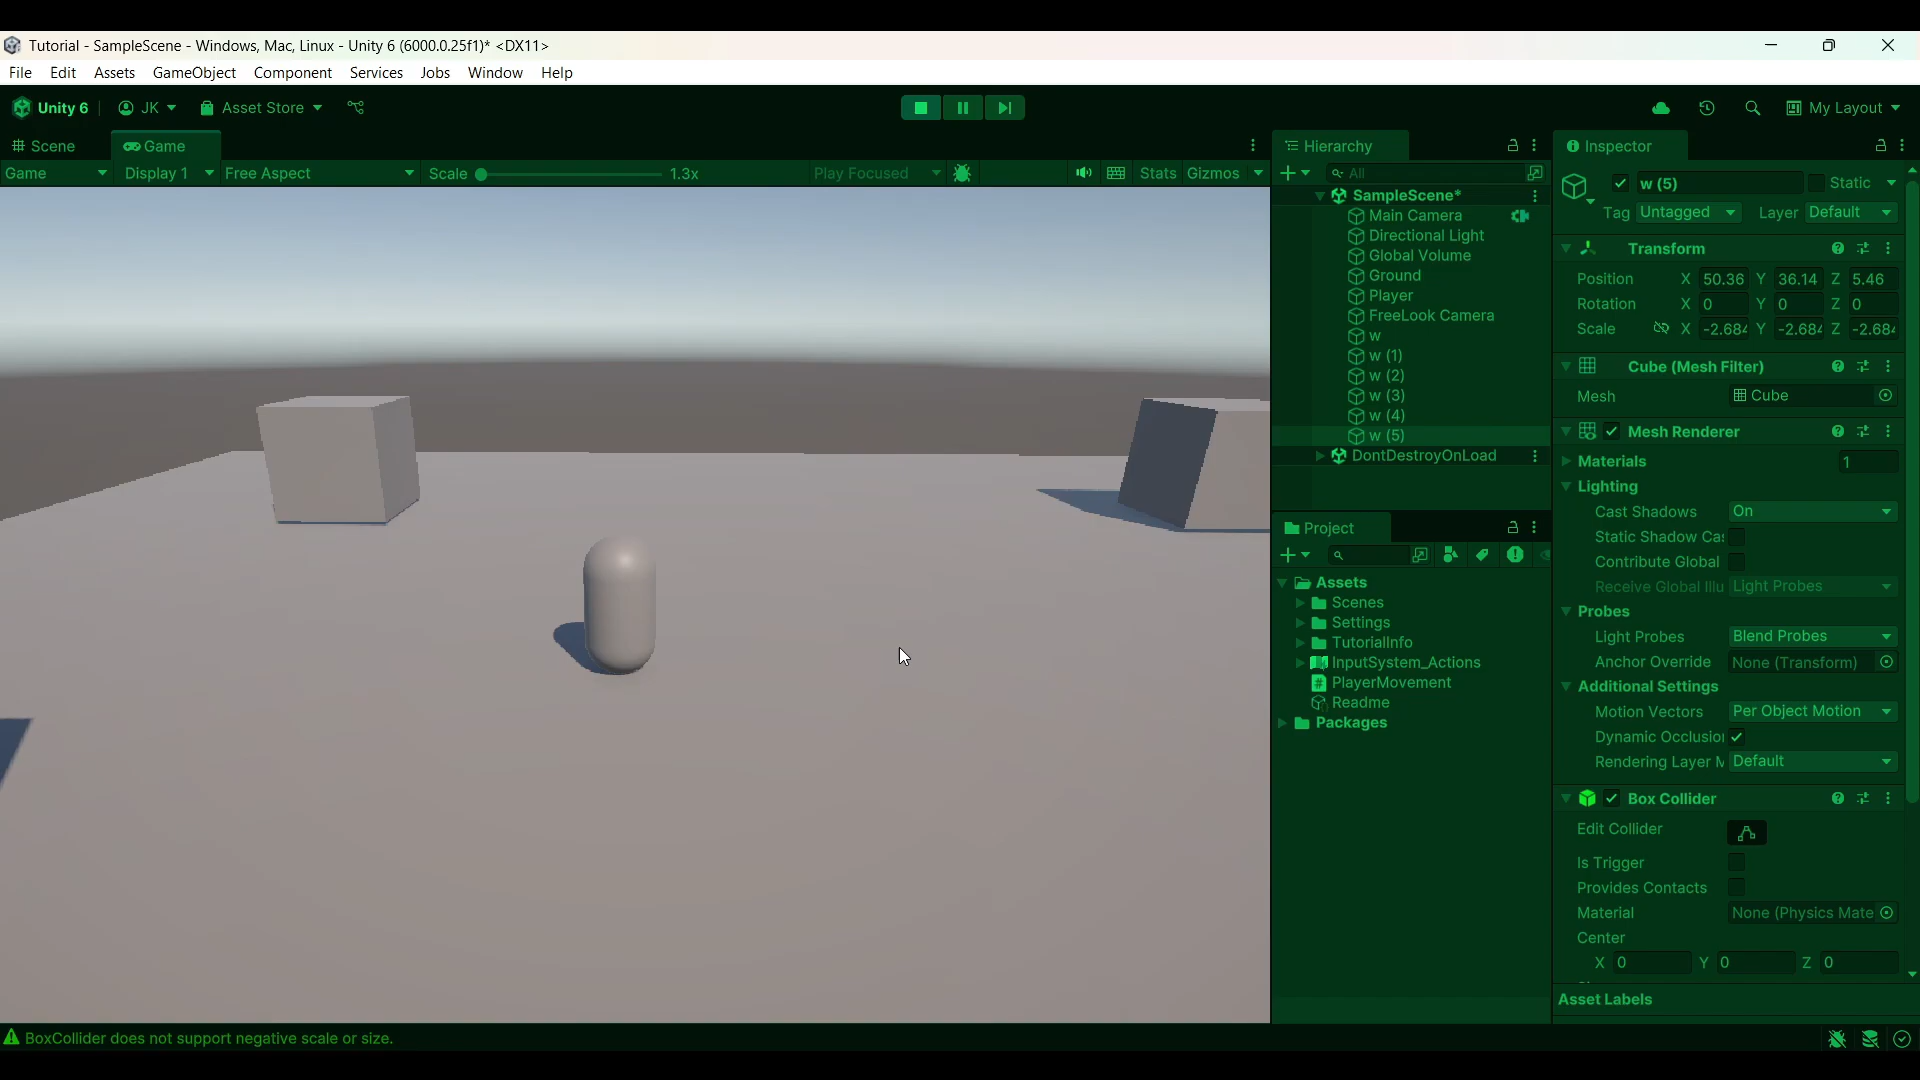 Tutorial - SampleScene - Windows, Mac, Linux - Unity 6 (6000.0.25f1)* <DX11>
File Edit Assets GameObject Component Services Jobs Window Help
Unity 6 JK Asset Store My Layout
Scene Game
Game Display 1 Free Aspect Scale 1.3x Play Focused Stats Gizmos
Hierarchy
All
SampleScene*
Main Camera
Directional Light
Global Volume
Ground
Player
FreeLook Camera
w
w (1)
w (2)
w (3)
w (4)
w (5)
DontDestroyOnLoad
Project
Assets
Scenes
Settings
TutorialInfo
InputSystem_Actions
PlayerMovement
Readme
Packages
Inspector
w (5) Static
Tag Untagged Layer Default
Transform
Position X 50.36 Y 36.14 Z 5.46
Rotation X 0 Y 0 Z 0
Scale X -2.684 Y -2.684 Z -2.684
Cube (Mesh Filter)
Mesh Cube
Mesh Renderer
Materials 1
Lighting
Cast Shadows On
Static Shadow Cas
Contribute Global
Receive Global Illu Light Probes
Probes
Light Probes Blend Probes
Anchor Override None (Transform)
Additional Settings
Motion Vectors Per Object Motion
Dynamic Occlusion
Rendering Layer M Default
Box Collider
Edit Collider
Is Trigger
Provides Contacts
Material None (Physics Mate
Center
X 0 Y 0 Z 0
Asset Labels
BoxCollider does not support negative scale or size.